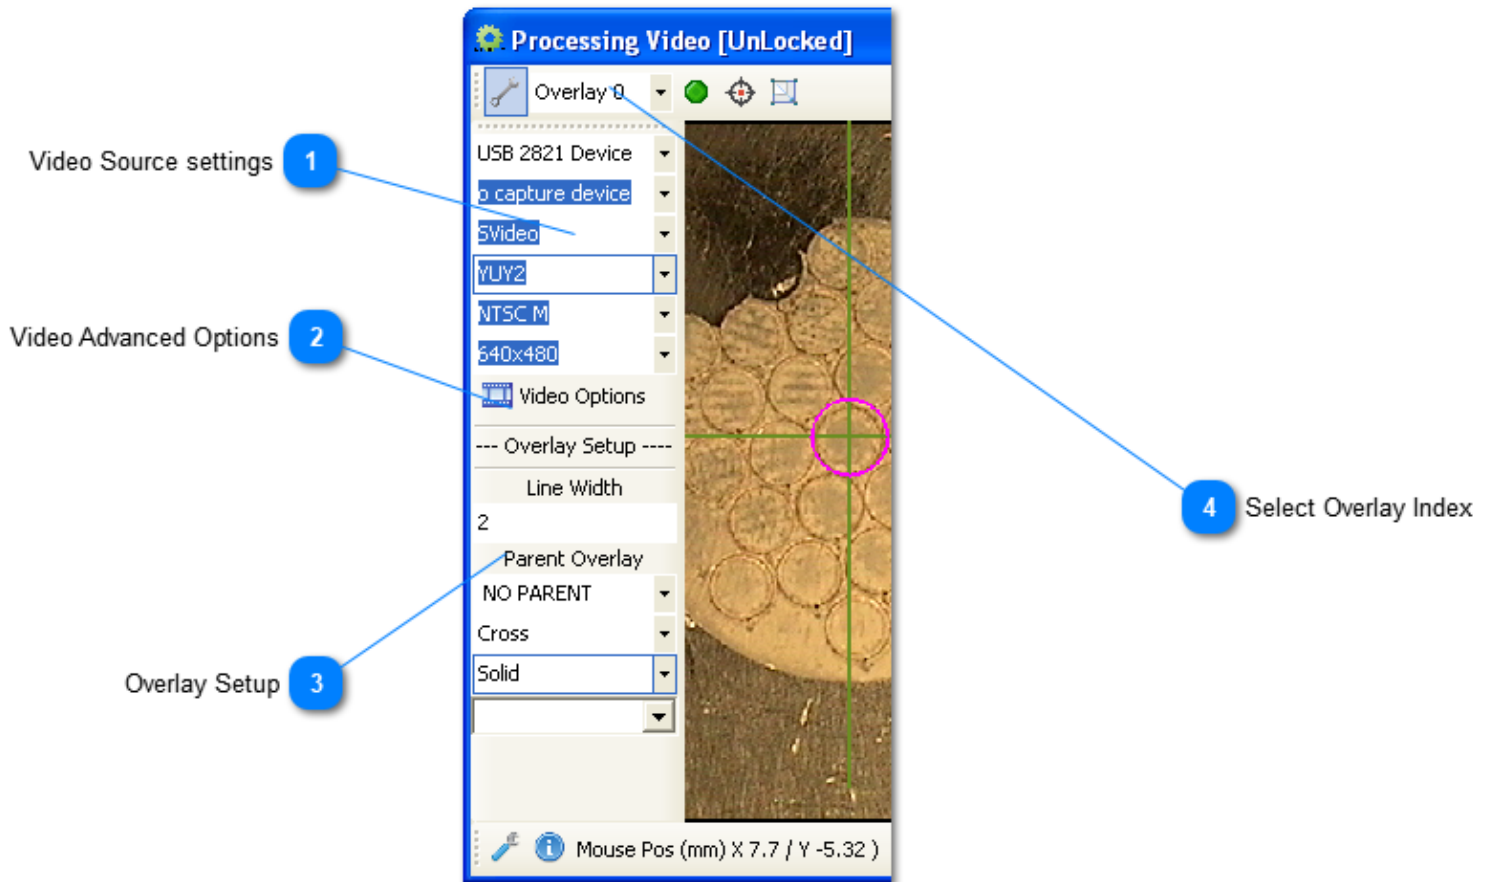 Processing Video [UnLocked]
Overlay 0
USB 2821 Device
Video Source settings 1
o capture device
SVideo
YUY2
NTSC M
Video Advanced Options 2
640x480
Video Options
--- Overlay Setup ----
Line Width
4 Select Overlay Index
2
Parent Overlay
NO PARENT
Cross
Solid
Overlay Setup 3
Mouse Pos (mm) X 7.7 / Y -5.32 )